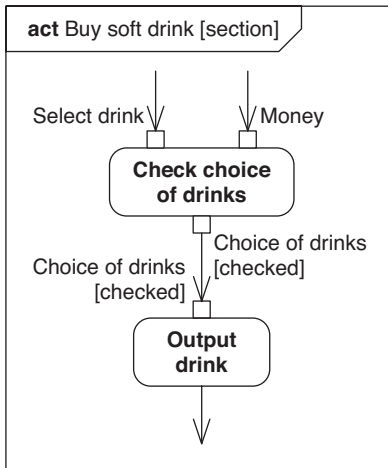 act Buy soft drink [section]
Select drink
Money
Check choice
of drinks
Choice of drinks
[checked]
Choice of drinks
[checked]
Output
drink